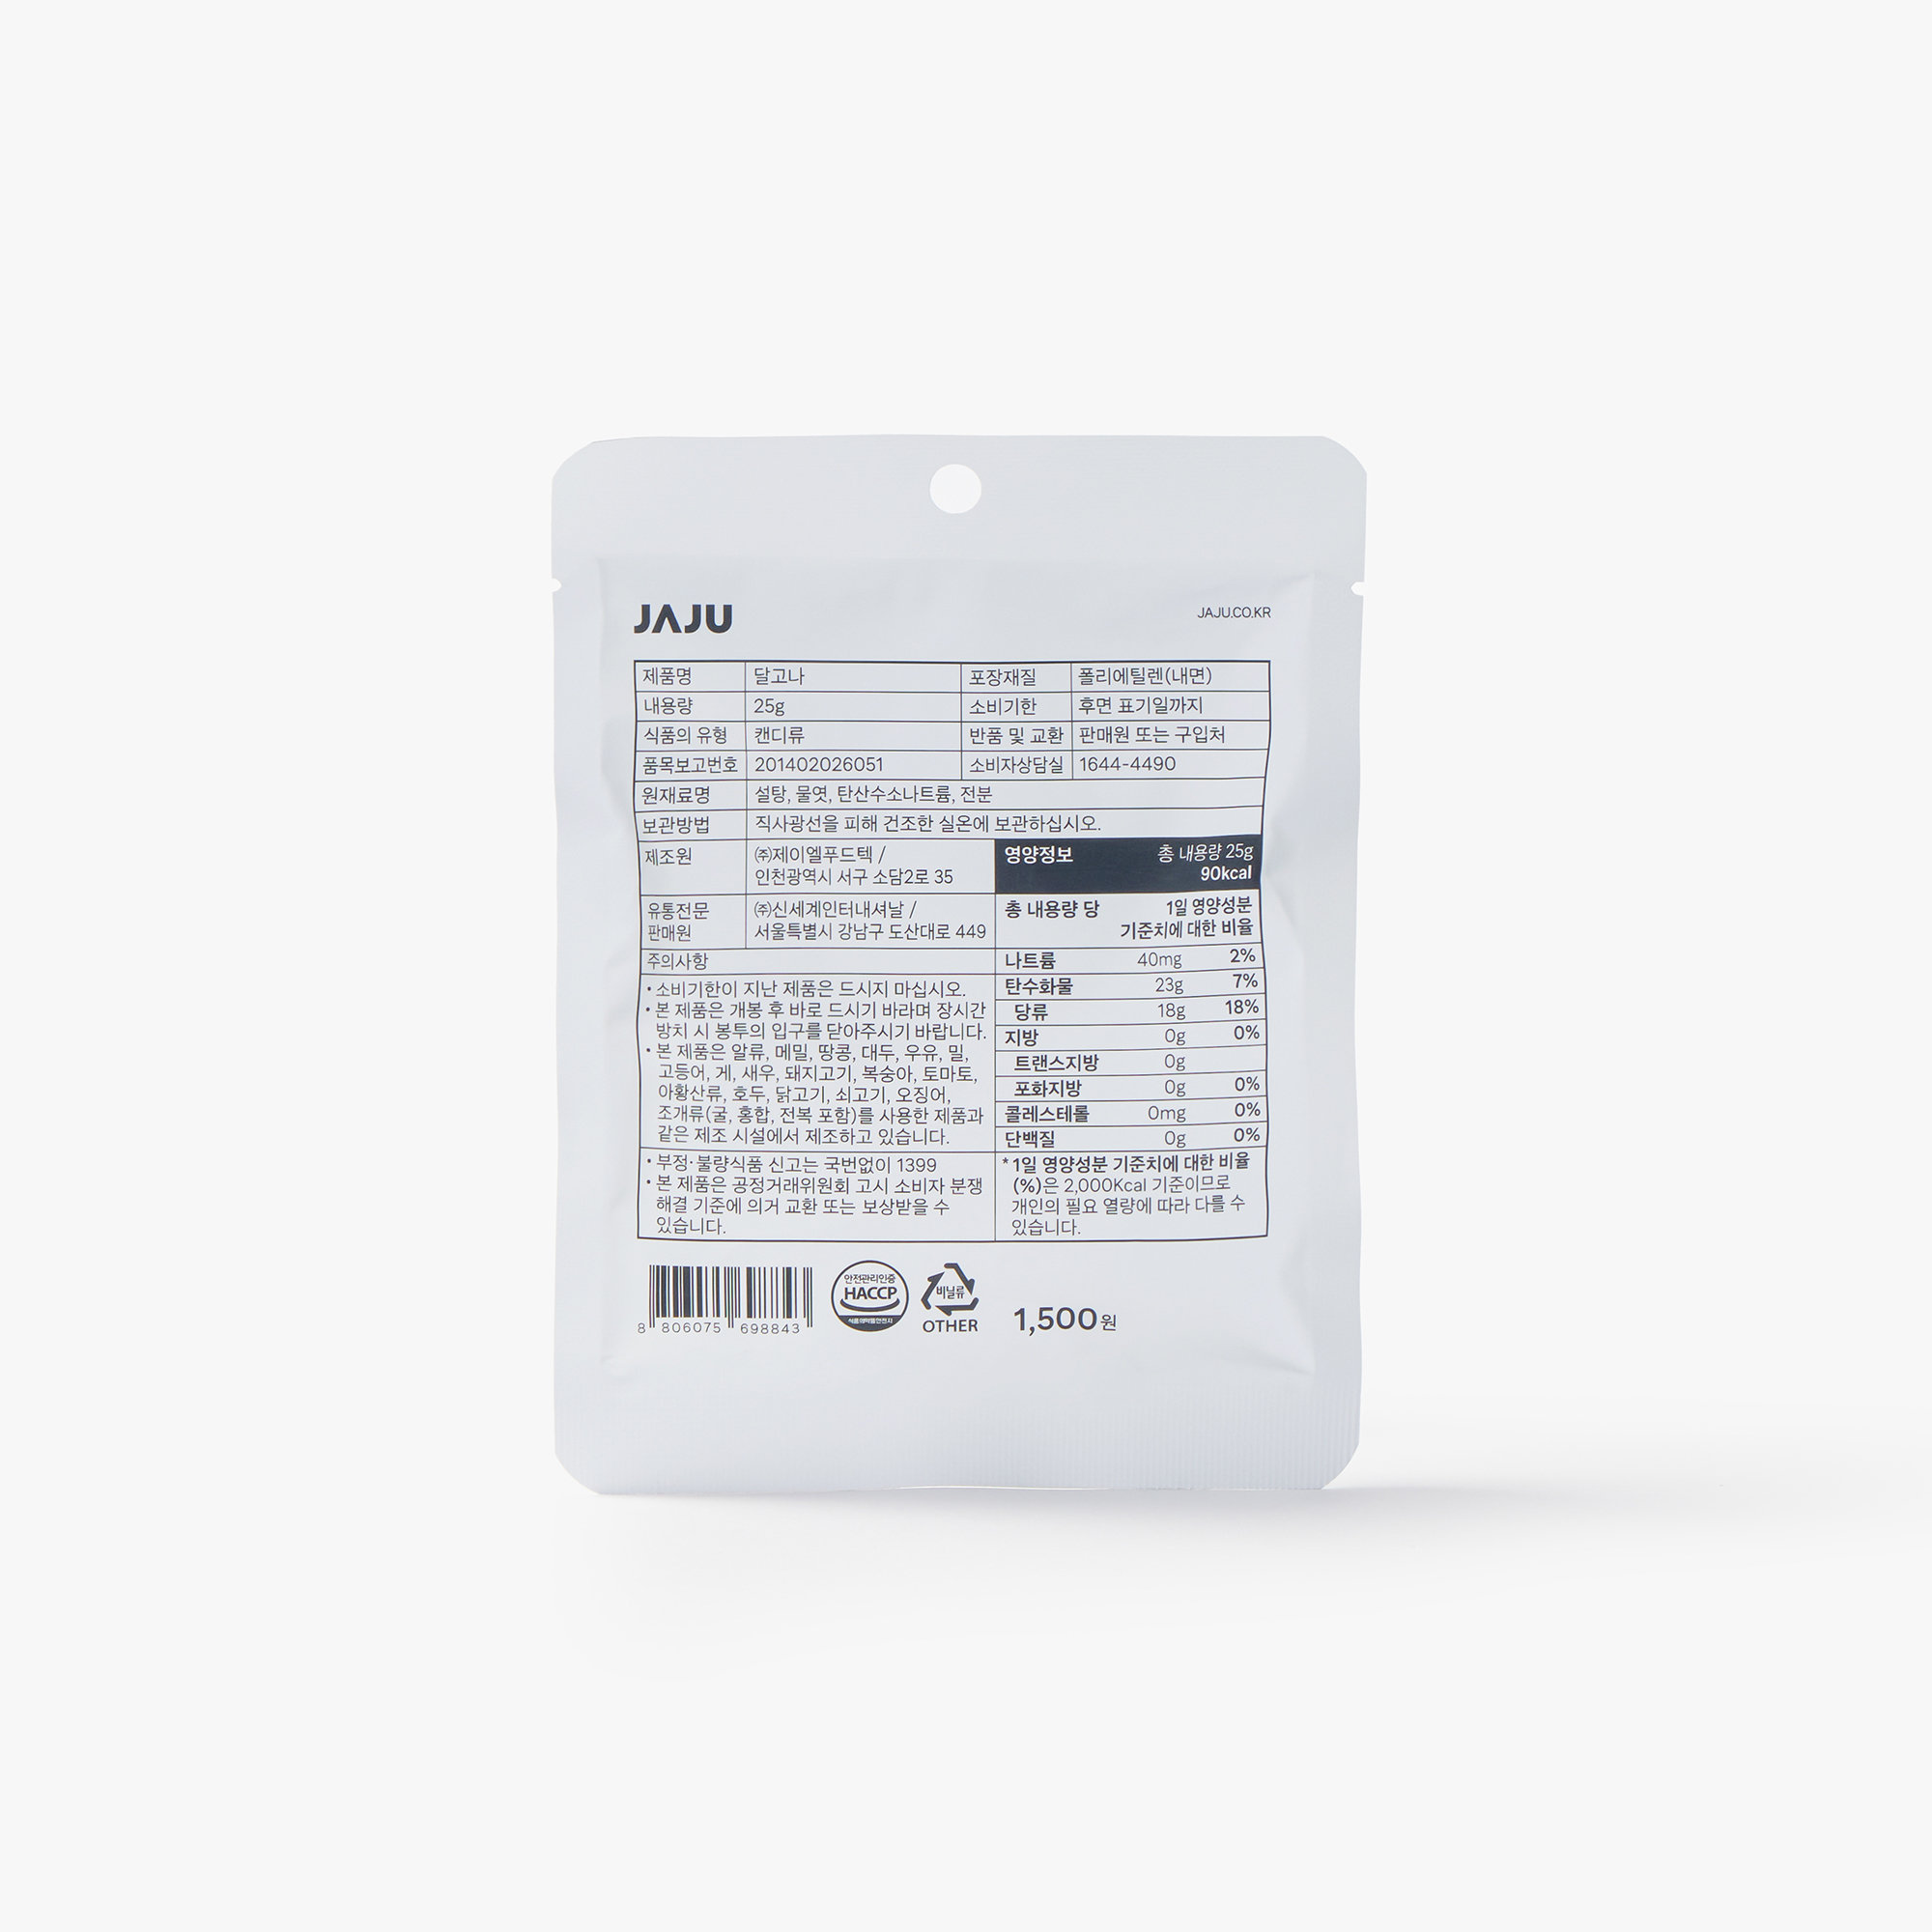 JAJU
JAJU.CO.KR
제품명 달고나 포장재질 폴리에틸렌(내면)
내용량 25g 소비기한 후면 표기일까지
식품의 유형 캔디류 반품 및 교환 판매원 또는 구입처
품목보고번호 201402026051 소비자상담실 1644-4490
원재료명 설탕, 물엿, 탄산수소나트륨, 전분
보관방법 직사광선을 피해 건조한 실온에 보관하십시오.
제조원 ㈜제이엘푸드텍 /
인천광역시 서구 소담2로 35
유통전문
판매원
㈜신세계인터내셔날 /
서울특별시 강남구 도산대로 449
주의사항
• 소비기한이 지난 제품은 드시지 마십시오.
• 본 제품은 개봉 후 바로 드시기 바라며 장시간
방치 시 봉투의 입구를 닫아주시기 바랍니다.
• 본 제품은 알류, 메밀, 땅콩, 대두, 우유, 밀,
고등어, 게, 새우, 돼지고기, 복숭아, 토마토,
아황산류, 호두, 닭고기, 쇠고기, 오징어,
조개류(굴, 홍합, 전복 포함)를 사용한 제품과
같은 제조 시설에서 제조하고 있습니다.
• 부정·불량식품 신고는 국번없이 1399
• 본 제품은 공정거래위원회 고시 소비자 분쟁
해결 기준에 의거 교환 또는 보상받을 수
있습니다.
영양정보 총 내용량 25g
90kcal
총 내용량 당 1일 영양성분
기준치에 대한 비율
나트륨 40mg 2%
탄수화물 23g 7%
당류 18g 18%
지방 0g 0%
트랜스지방 0g
포화지방 0g 0%
콜레스테롤 0mg 0%
단백질 0g 0%
* 1일 영양성분 기준치에 대한 비율
(%)은 2,000Kcal 기준이므로
개인의 필요 열량에 따라 다를 수
있습니다.
8 806075 698843
안전관리인증
HACCP
식품의약품안전처
비닐류
OTHER
1,500원